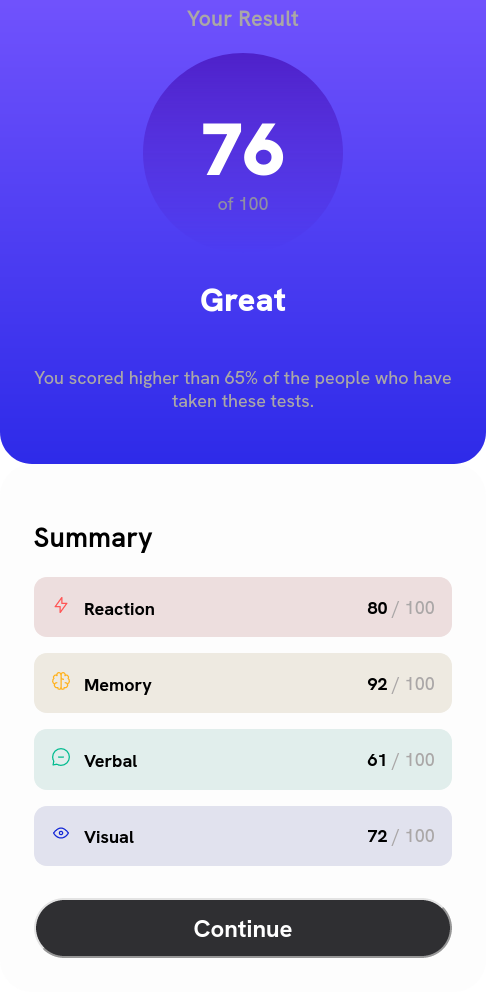 Your Result
76
of 100
Great
You scored higher than 65% of the people who have
taken these tests.
Summary
Reaction 80 / 100
Memory 92 / 100
Verbal 61 / 100
Visual 72 / 100
Continue